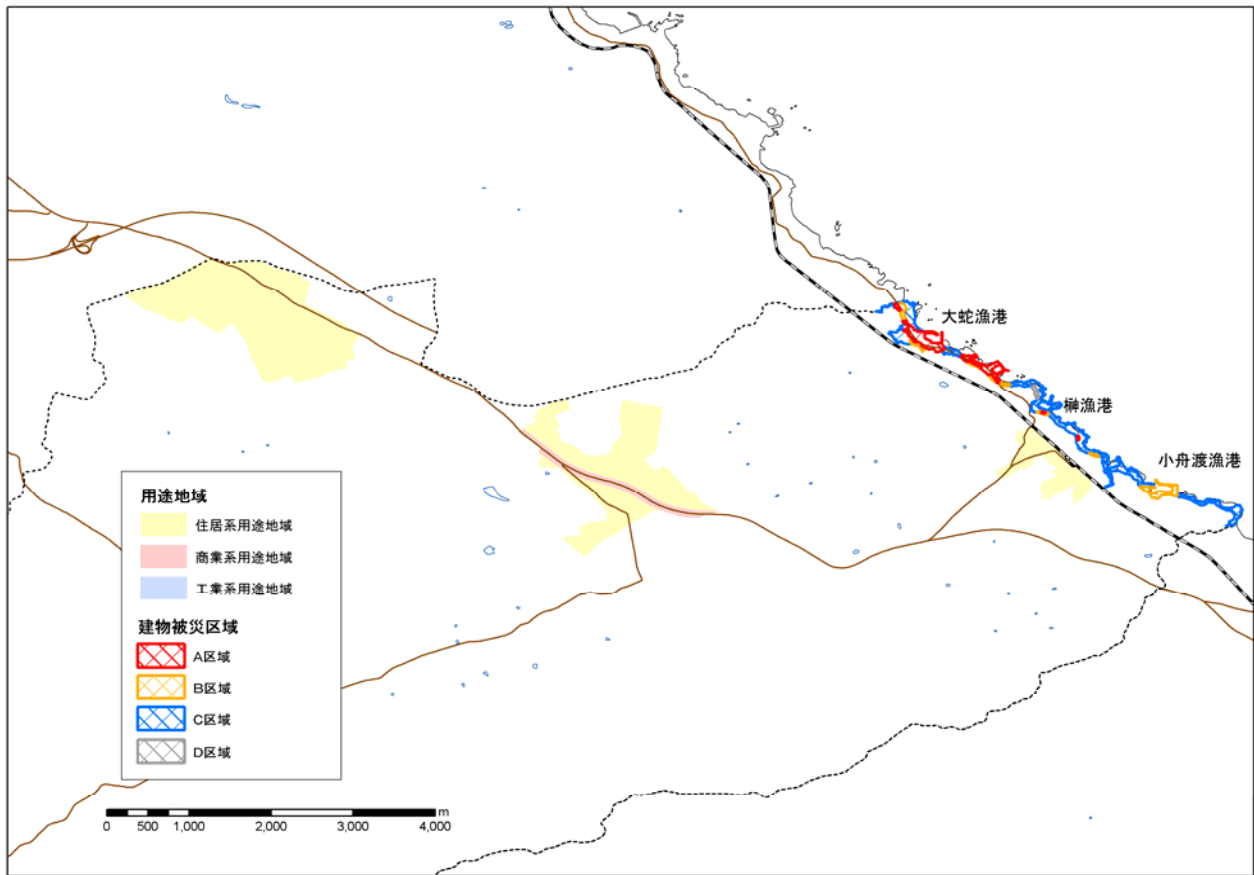 大蛇漁港
榊漁港
小舟渡漁港
用途地域
住居系用途地域
商業系用途地域
工業系用途地域
建物被災区域
A区域
B区域
C区域
D区域
m
0 500 1,000 2,000 3,000 4,000